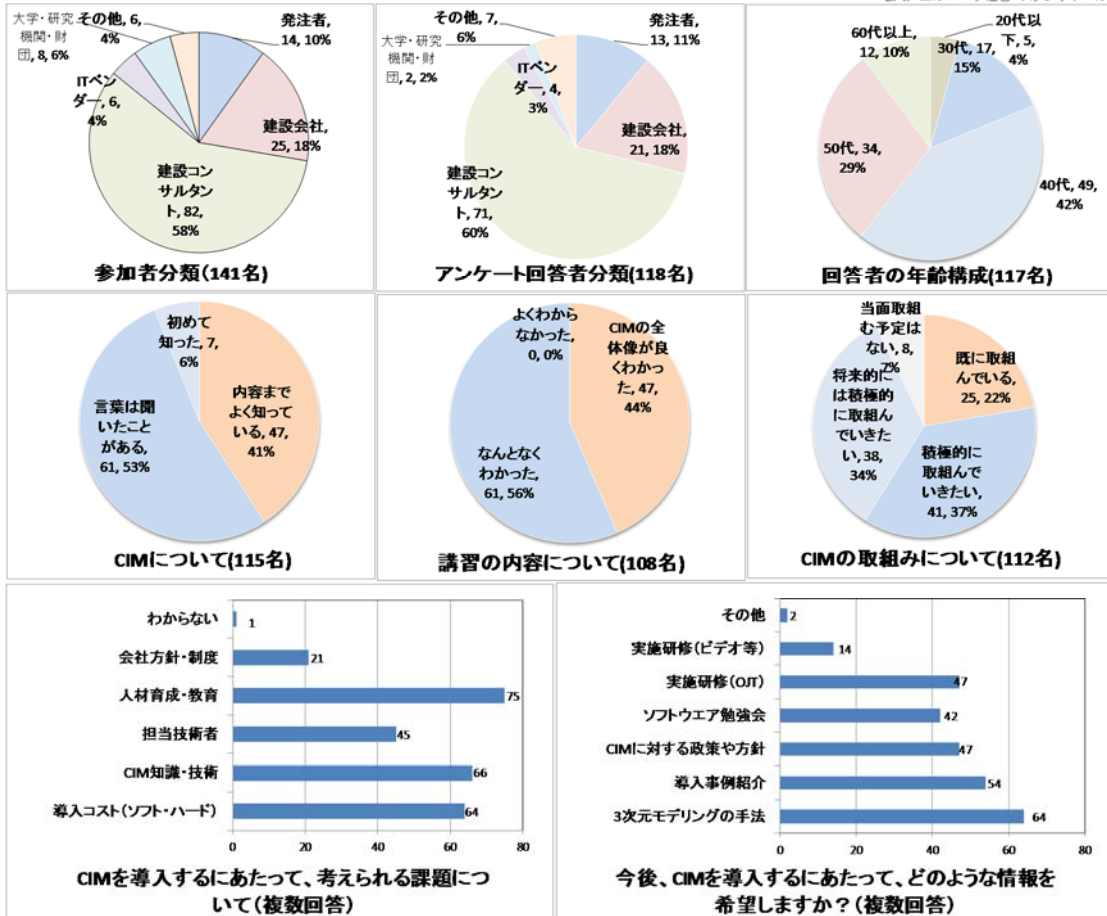 大学・研究
機関・財
団, 8, 6%
その他, 6,
4%
発注者,
14, 10%
ITベン
ダー, 6,
4%
建設会社,
25, 18%
建設コン
サルタン
ト, 82,
58%
参加者分類(141名)
大学・研究
機関・財
団, 2, 2%
その他, 7,
6%
発注者,
13, 11%
ITベン
ダー, 4,
3%
建設会社,
21, 18%
建設コン
サルタン
ト, 71,
60%
アンケート回答者分類(118名)
60代以上,
12, 10%
20代以
下, 5,
4%
30代, 17,
15%
50代, 34,
29%
40代, 49,
42%
回答者の年齢構成(117名)
初めて
知った, 7,
6%
言葉は聞
いたこと
がある,
61, 53%
内容まで
よく知って
いる, 47,
41%
CIMについて(115名)
よくわから
なかった,
0, 0%
CIMの全
体像が良
くわかっ
た, 47,
44%
なんとなく
わかった,
61, 56%
講習の内容について(108名)
当面取組
む予定は
ない, 8,
7%
既に取組
んでいる,
25, 22%
将来的に
は積極的
に取組ん
でいきた
い, 38,
34%
積極的に
取組んで
いきたい,
41, 37%
CIMの取組みについて(112名)
わからない 1
会社方針・制度 21
人材育成・教育 75
担当技術者 45
CIM知識・技術 66
導入コスト(ソフト・ハード) 64
0 20 40 60 80
CIMを導入するにあたって、考えられる課題につ
いて(複数回答)
その他 2
実施研修(ビデオ等) 14
実施研修(OJT) 47
ソフトウエア勉強会 42
CIMに対する政策や方針 47
導入事例紹介 54
3次元モデリングの手法 64
0 20 40 60 80
今後、CIMを導入するにあたって、どのような情報を
希望しますか?(複数回答)